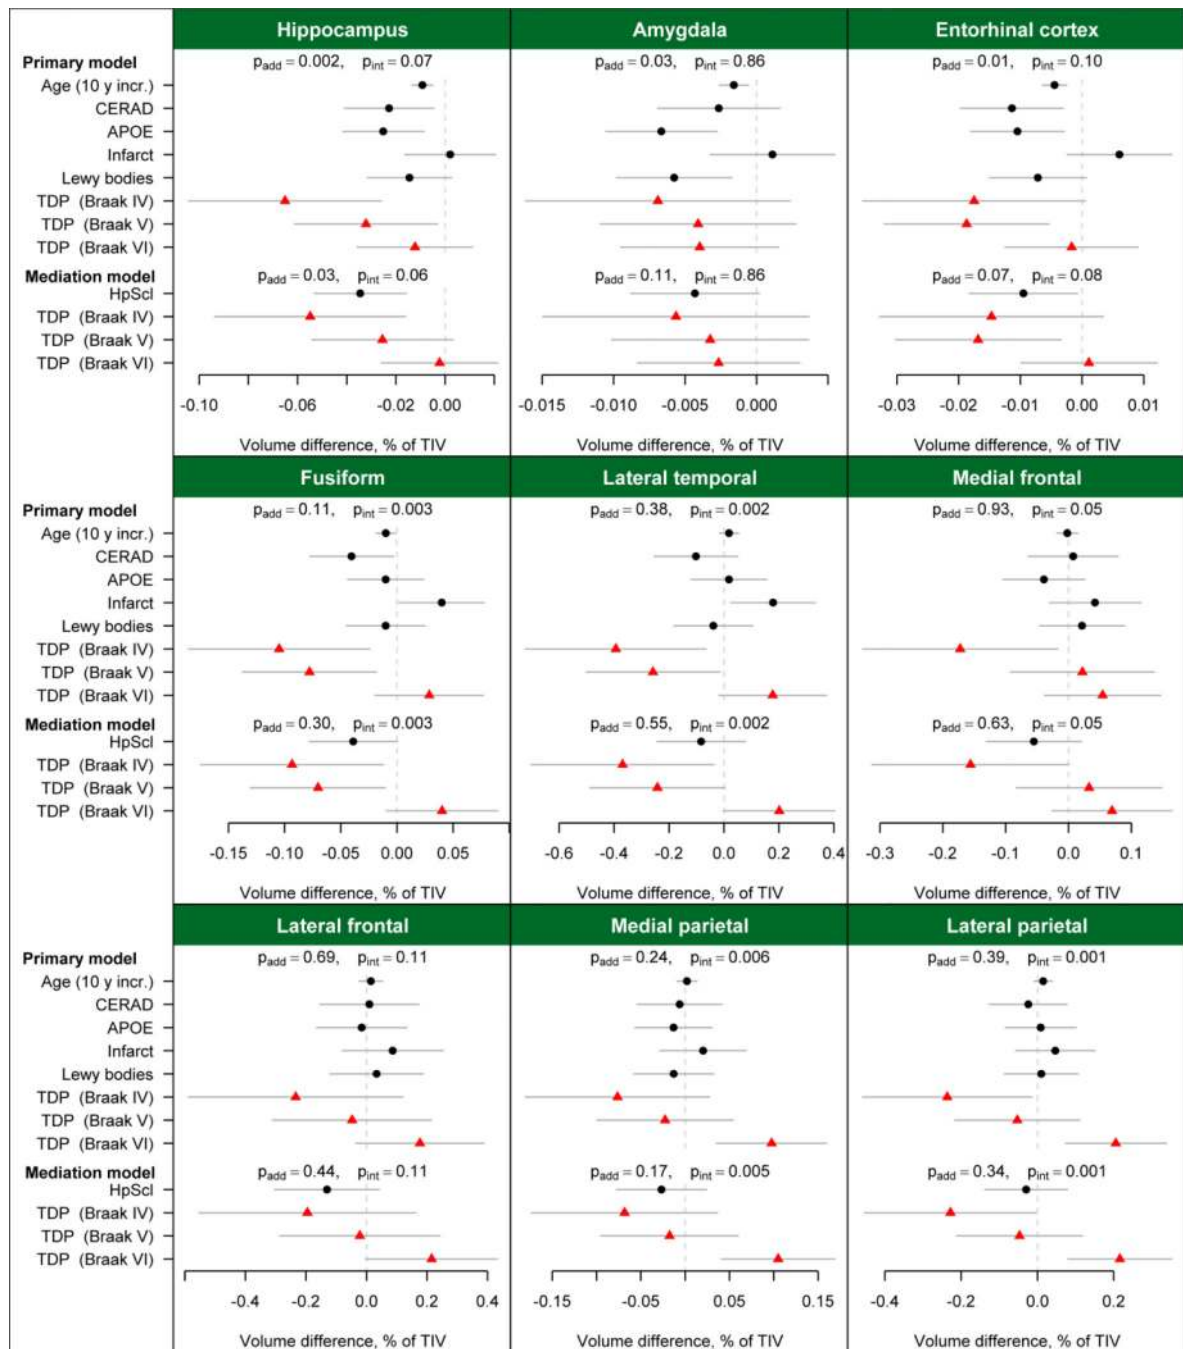 Hippocampus Amygdala Entorhinal cortex
Primary model
padd = 0.002, pint = 0.07 padd = 0.03, pint = 0.86 padd = 0.01, pint = 0.10
Age (10 y incr.)
CERAD
APOE
Infarct
Lewy bodies
TDP (Braak IV)
TDP (Braak V)
TDP (Braak VI)
Mediation model
padd = 0.03, pint = 0.06 padd = 0.11, pint = 0.86 padd = 0.07, pint = 0.08
HpScl
TDP (Braak IV)
TDP (Braak V)
TDP (Braak VI)
-0.10 -0.06 -0.02 0.00 -0.015 -0.010 -0.005 0.000 -0.03 -0.02 -0.01 0.00 0.01
Volume difference, % of TIV Volume difference, % of TIV Volume difference, % of TIV
Fusiform Lateral temporal Medial frontal
Primary model
padd = 0.11, pint = 0.003 padd = 0.38, pint = 0.002 padd = 0.93, pint = 0.05
Age (10 y incr.)
CERAD
APOE
Infarct
Lewy bodies
TDP (Braak IV)
TDP (Braak V)
TDP (Braak VI)
Mediation model
padd = 0.30, pint = 0.003 padd = 0.55, pint = 0.002 padd = 0.63, pint = 0.05
HpScl
TDP (Braak IV)
TDP (Braak V)
TDP (Braak VI)
-0.15 -0.10 -0.05 0.00 0.05 -0.6 -0.4 -0.2 0.0 0.2 0.4 -0.3 -0.1 0.0 0.1
Volume difference, % of TIV Volume difference, % of TIV Volume difference, % of TIV
Lateral frontal Medial parietal Lateral parietal
Primary model
padd = 0.69, pint = 0.11 padd = 0.24, pint = 0.006 padd = 0.39, pint = 0.001
Age (10 y incr.)
CERAD
APOE
Infarct
Lewy bodies
TDP (Braak IV)
TDP (Braak V)
TDP (Braak VI)
Mediation model
padd = 0.44, pint = 0.11 padd = 0.17, pint = 0.005 padd = 0.34, pint = 0.001
HpScl
TDP (Braak IV)
TDP (Braak V)
TDP (Braak VI)
-0.4 -0.2 0.0 0.2 0.4 -0.15 -0.05 0.05 0.15 -0.4 -0.2 0.0 0.2
Volume difference, % of TIV Volume difference, % of TIV Volume difference, % of TIV